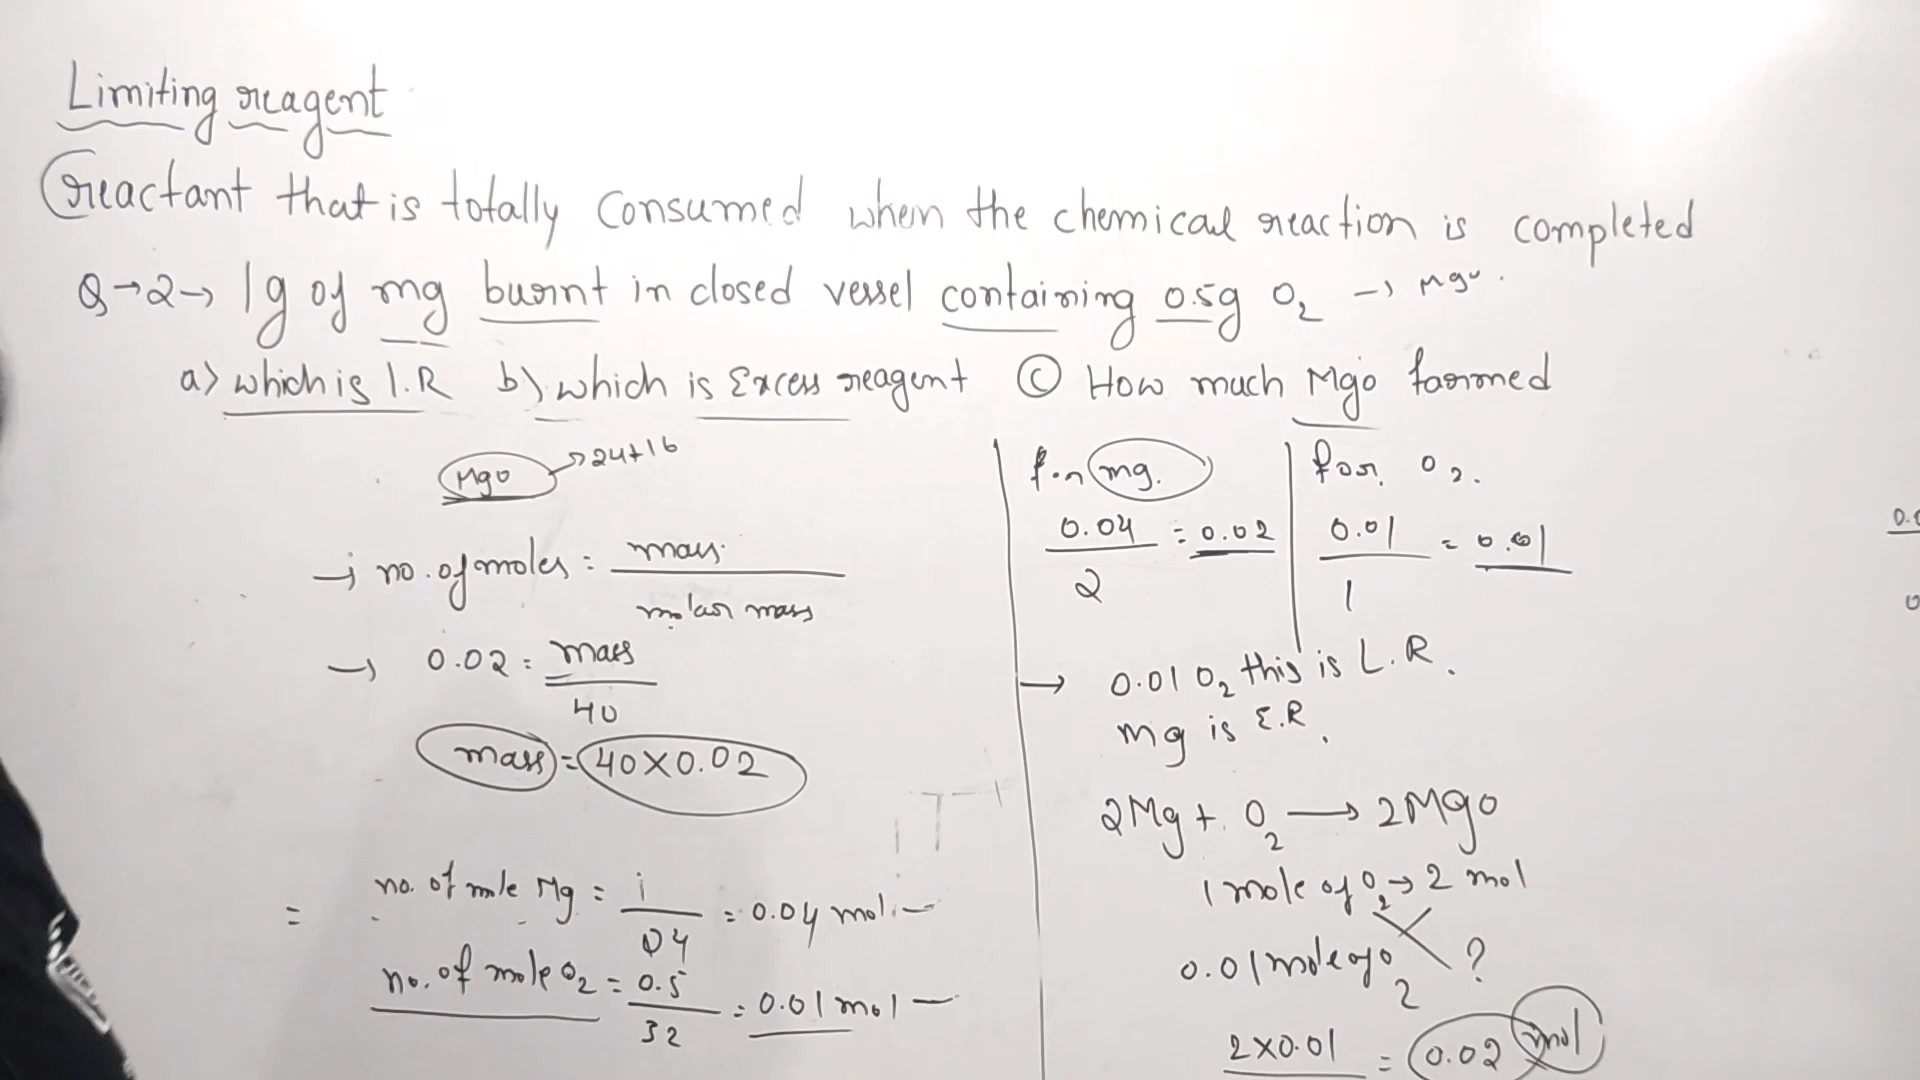 Limiting reagent
reactant that is totally consumed when the chemical reaction is completed
Q→2→ 1g of mg burnt in closed vessel containing 0.5g O2 → Mgo.
a) which is l.R b) which is Excess reagent c How much Mgo formed
Mgo → 24+16
→ no. of moles = mass
molar mass
→ 0.02 = mass
40
mass = 40×0.02
= no. of mole Mg = 1 = 0.04 mol. –
24
no. of mole O2 = 0.5 = 0.01 mol –
32
for mg.
0.04 = 0.02
2
for O2.
0.01 = 0.01
1
→ 0.01 O2 this is L.R.
mg is E.R.
2Mg + O2 → 2Mgo
1 mole of O2 → 2 mol
0.01 mole of O2 ?
2×0.01 = 0.02 mol